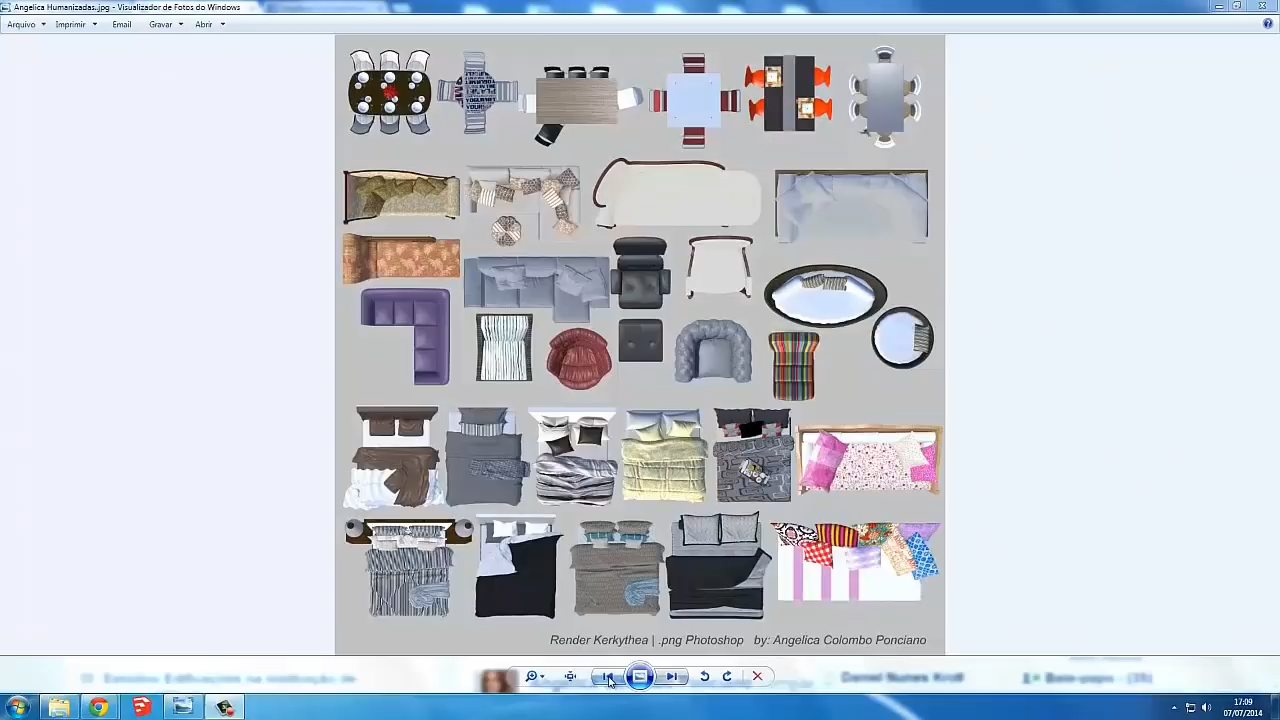 Angelica Humanizadas.jpg - Visualizador de Fotos do Windows
Arquivo Imprimir Email Gravar Abrir
Render Kerkythea | .png Photoshop by: Angelica Colombo Ponciano
17:09
07/07/2014